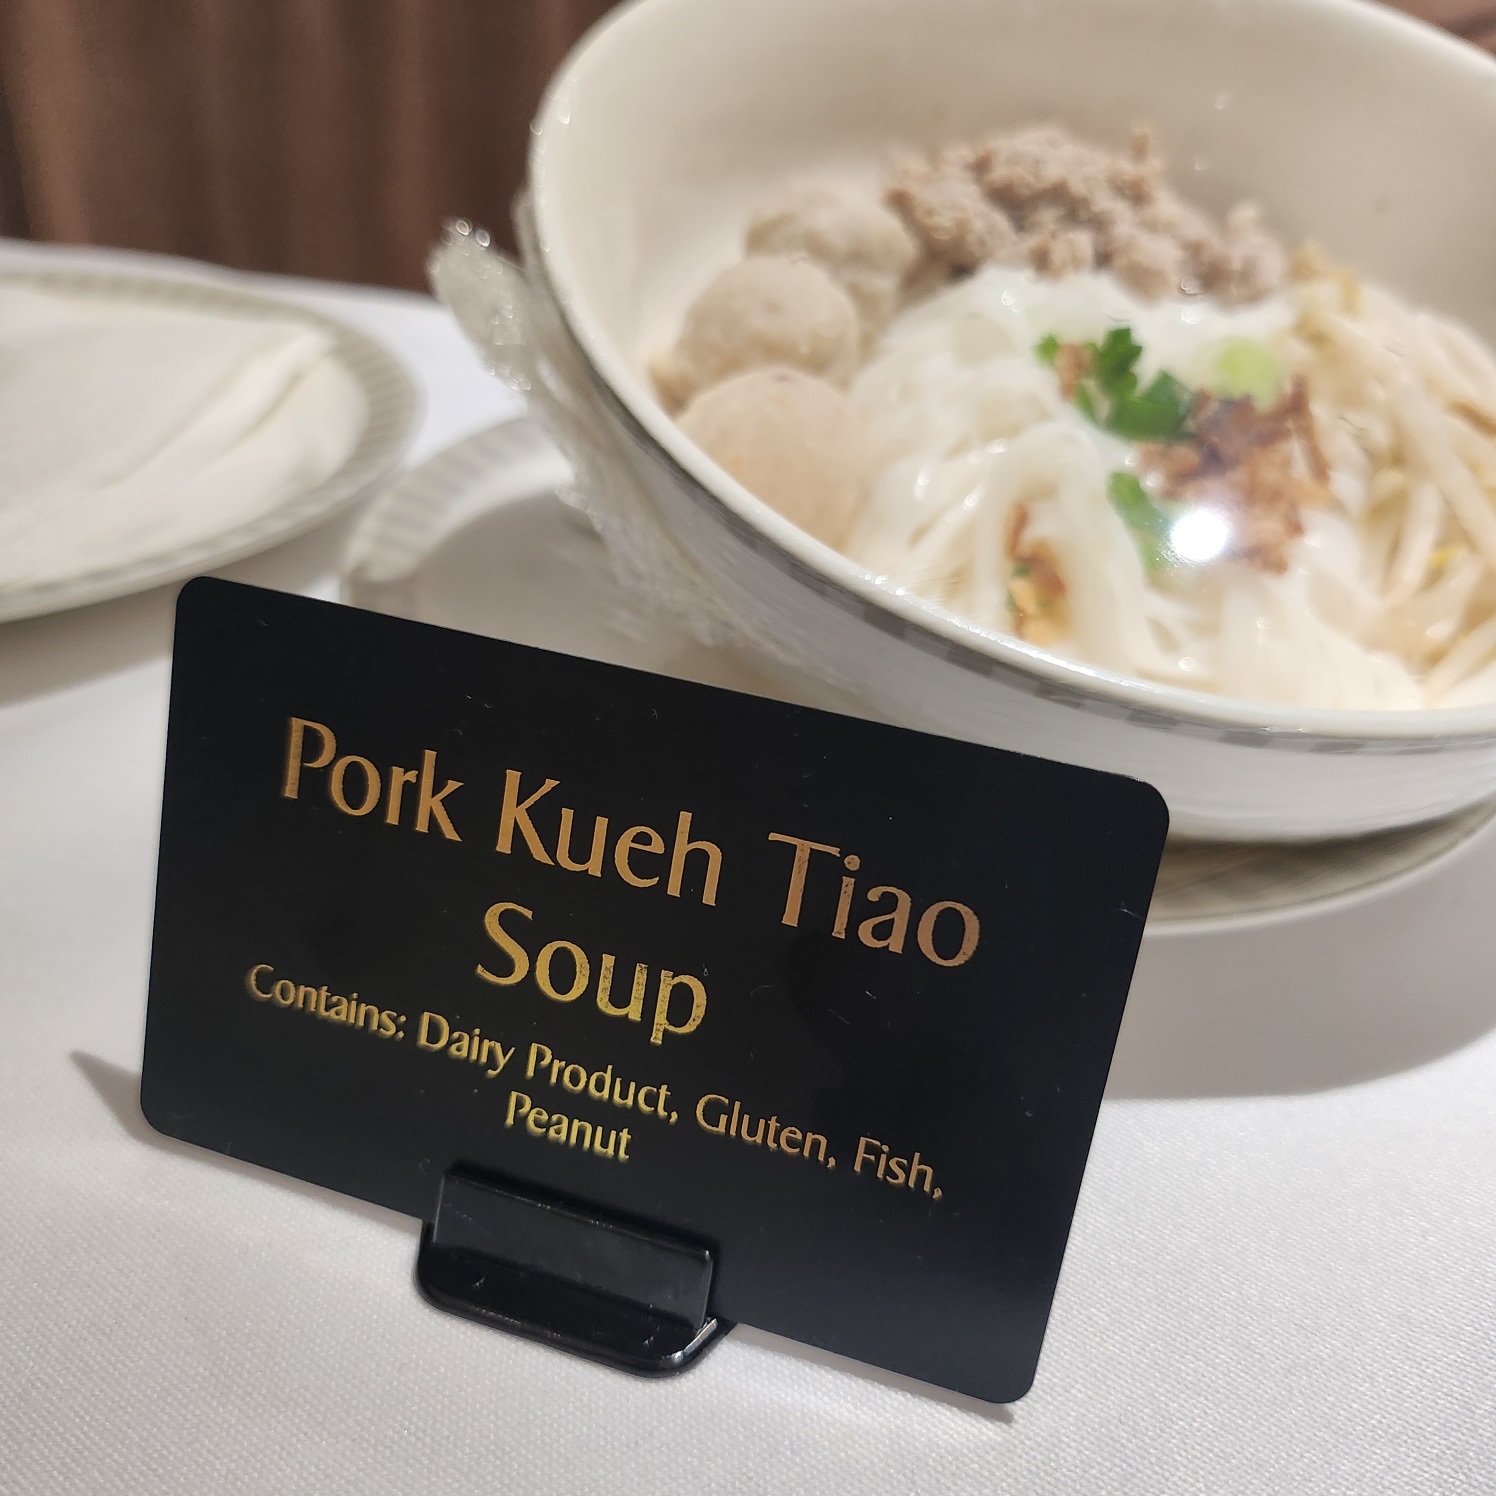 Pork Kueh Tiao
Soup
Contains: Dairy Product, Gluten, Fish,
Peanut